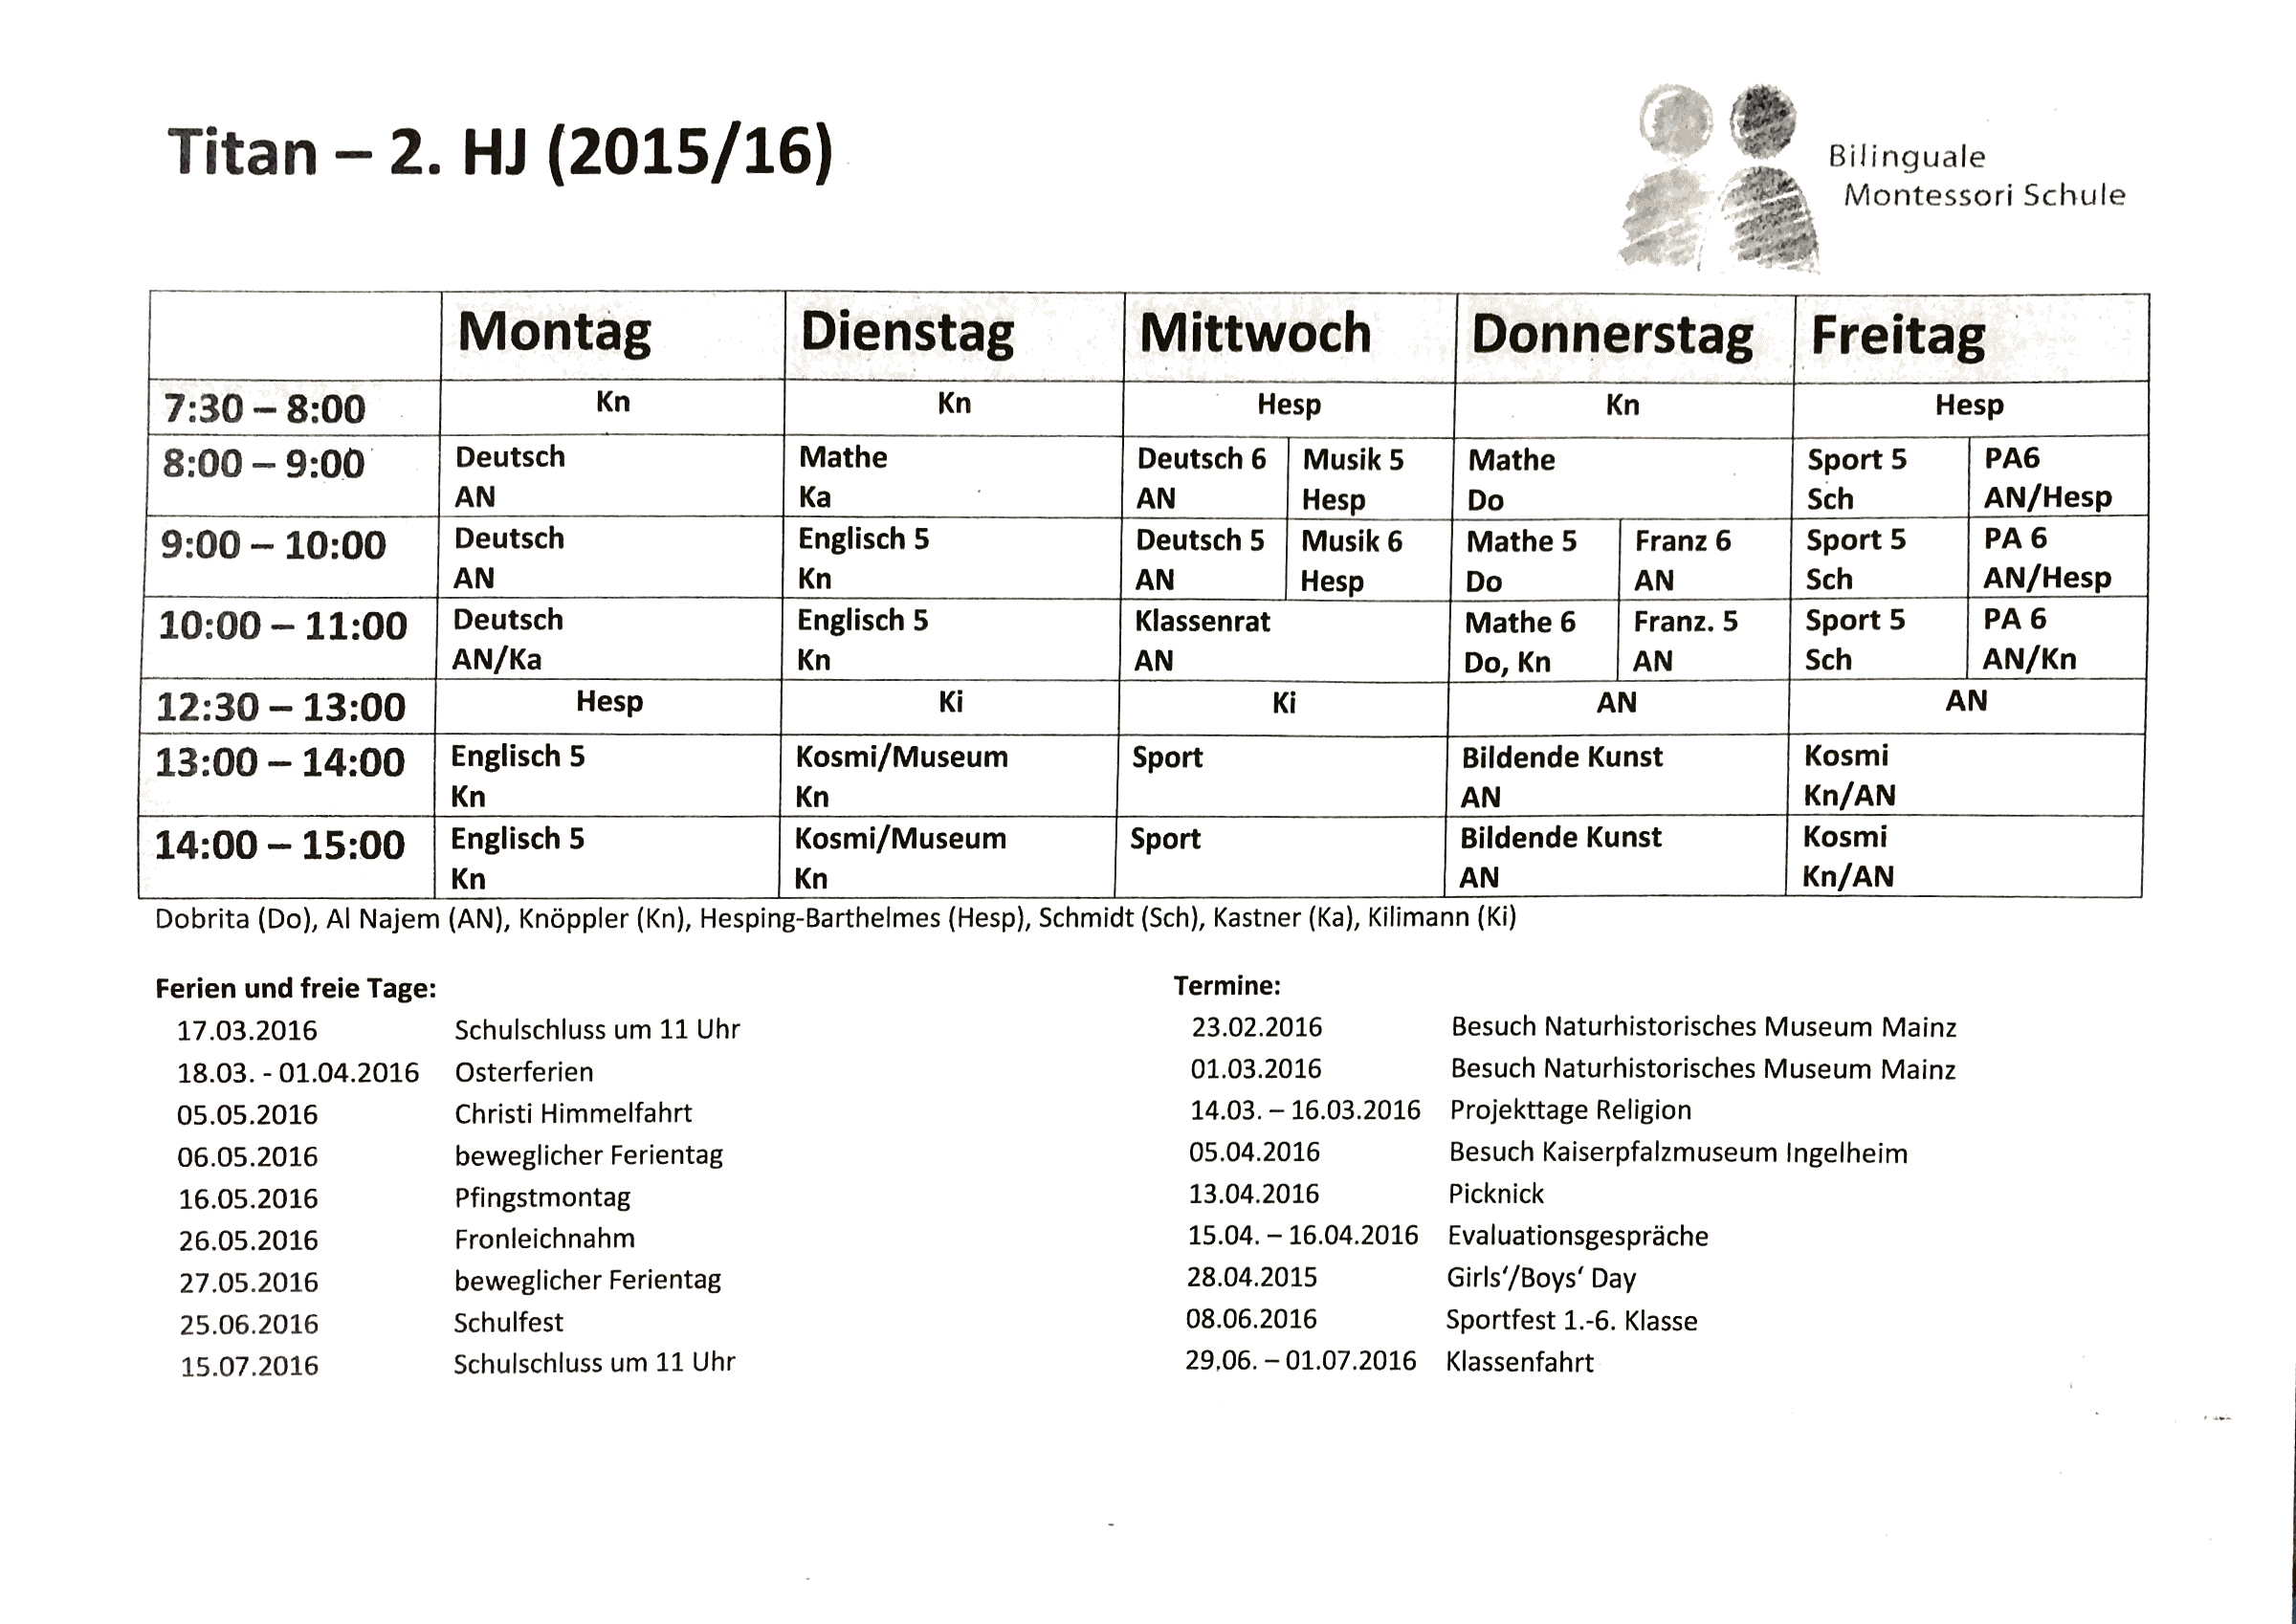 Titan – 2. HJ (2015/16)
Bilinguale
Montessori Schule
Montag Dienstag Mittwoch Donnerstag Freitag
7:30 – 8:00 Kn Kn Hesp Kn Hesp
8:00 – 9:00 Deutsch Mathe Deutsch 6 Musik 5 Mathe Sport 5 PA6
AN Ka AN Hesp Do Sch AN/Hesp
9:00 – 10:00 Deutsch Englisch 5 Deutsch 5 Musik 6 Mathe 5 Franz 6 Sport 5 PA 6
AN Kn AN Hesp Do AN Sch AN/Hesp
10:00 – 11:00 Deutsch Englisch 5 Klassenrat Mathe 6 Franz. 5 Sport 5 PA 6
AN/Ka Kn AN Do, Kn AN Sch AN/Kn
12:30 – 13:00 Hesp Ki Ki AN AN
13:00 – 14:00 Englisch 5 Kosmi/Museum Sport Bildende Kunst Kosmi
Kn Kn AN Kn/AN
14:00 – 15:00 Englisch 5 Kosmi/Museum Sport Bildende Kunst Kosmi
Kn Kn AN Kn/AN
Dobrita (Do), Al Najem (AN), Knöppler (Kn), Hesping-Barthelmes (Hesp), Schmidt (Sch), Kastner (Ka), Kilimann (Ki)
Ferien und freie Tage:
17.03.2016 Schulschluss um 11 Uhr
18.03. - 01.04.2016 Osterferien
05.05.2016 Christi Himmelfahrt
06.05.2016 beweglicher Ferientag
16.05.2016 Pfingstmontag
26.05.2016 Fronleichnahm
27.05.2016 beweglicher Ferientag
25.06.2016 Schulfest
15.07.2016 Schulschluss um 11 Uhr
Termine:
23.02.2016 Besuch Naturhistorisches Museum Mainz
01.03.2016 Besuch Naturhistorisches Museum Mainz
14.03. – 16.03.2016 Projekttage Religion
05.04.2016 Besuch Kaiserpfalzmuseum Ingelheim
13.04.2016 Picknick
15.04. – 16.04.2016 Evaluationsgespräche
28.04.2015 Girls‘/Boys‘ Day
08.06.2016 Sportfest 1.-6. Klasse
29.06. – 01.07.2016 Klassenfahrt